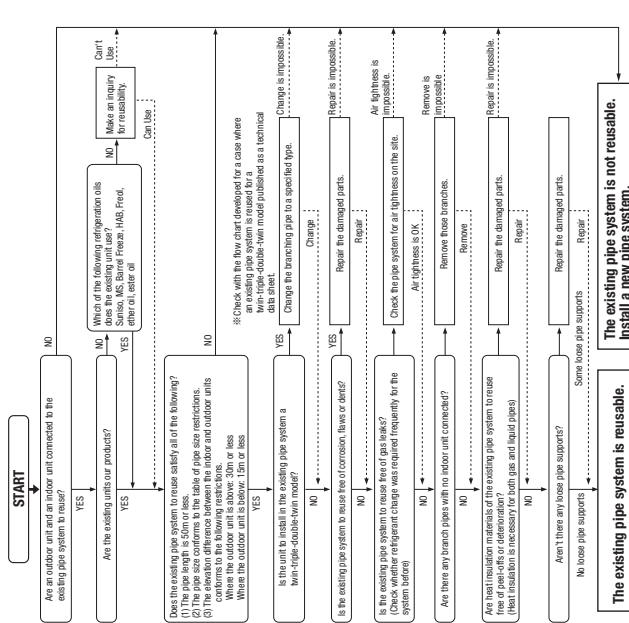 START
Are an outdoor unit and an indoor unit connected to the
existing pipe system to reuse?
NO
YES
Are the existing units our products?
NO
YES
Which of the following refrigeration oils
does the existing unit use?
Suniso, MS, Barrel Freeze, HAB, Freol,
ether oil, ester oil
NO
YES
Make an inquiry
for reusability.
Can't
Use
Can Use
Does the existing pipe system to reuse satisfy all of the following?
(1) The pipe length is 50m or less.
(2) The pipe size conforms to the table of pipe size restrictions.
(3) The elevation difference between the indoor and outdoor units
conforms to the following restrictions.
Where the outdoor unit is above: 30m or less
Where the outdoor unit is below: 15m or less
NO
YES
※Check with the flow chart developed for a case where
an existing pipe system is reused for a
twin-triple-double-twin model published as a technical
data sheet.
Is the unit to install in the existing pipe system a
twin-triple-double-twin model?
YES
Change the branching pipe to a specified type.
Change is impossible.
Change
NO
Is the existing pipe system to reuse free of corrosion, flaws or dents?
YES
Repair the damaged parts.
Repair is impossible.
Repair
NO
Is the existing pipe system to reuse free of gas leaks?
(Check whether refrigerant charge was required frequently for the
system before)
Check the pipe system for air tightness on the site.
Air tightness is
impossible.
Air tightness is OK
NO
Are there any branch pipes with no indoor unit connected?
Remove those branches.
Remove is
impossible
Remove
NO
Are heat insulation materials of the existing pipe system to reuse
free of peel-offs or deterioration?
(Heat insulation is necessary for both gas and liquid pipes)
Repair the damaged parts.
Repair is impossible.
Repair
NO
Aren't there any loose pipe supports?
Repair the damaged parts.
No loose pipe supports
Some loose pipe supports
Repair
The existing pipe system is reusable.
The existing pipe system is not reusable.
Install a new pipe system.